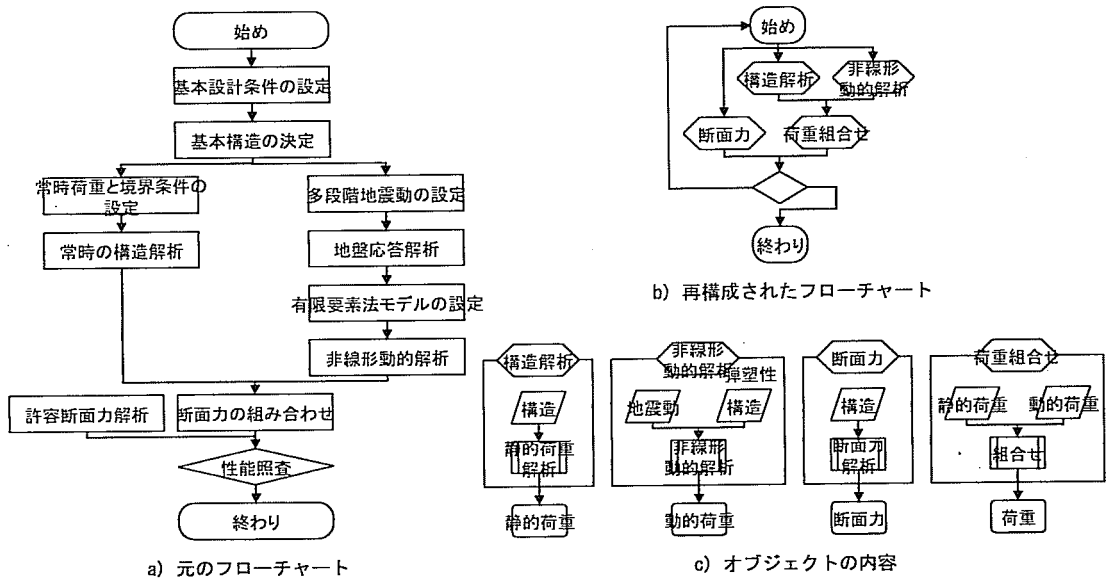 始め
基本設計条件の設定
基本構造の決定
常時荷重と境界条件の
設定
常時の構造解析
多段階地震動の設定
地盤応答解析
有限要素法モデルの設定
非線形動的解析
許容断面力解析
断面力の組み合わせ
性能照査
終わり
a) 元のフローチャート
始め
構造解析
非線形
動的解析
断面力
荷重組合せ
終わり
b) 再構成されたフローチャート
構造解析
構造
静的荷重
解析
静的荷重
非線形
動的解析
弾塑性
地震動
構造
非線形
動的解析
動的荷重
断面力
構造
断面力
解析
断面力
荷重組合せ
静的荷重
動的荷重
組合せ
荷重
c) オブジェクトの内容